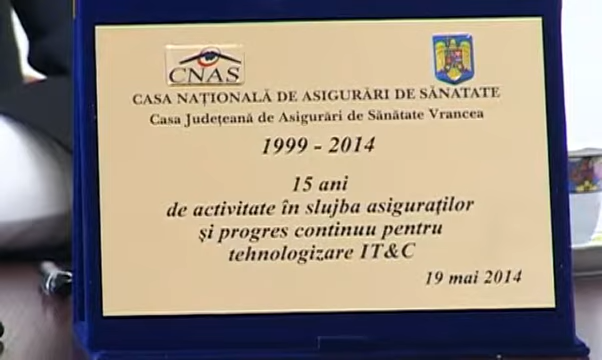 CNAS
CASA NAȚIONALĂ DE ASIGURĂRI DE SĂNATATE
Casa Județeană de Asigurări de Sănătate Vrancea
1999 - 2014
15 ani
de activitate în slujba asiguraților
și progres continuu pentru
tehnologizare IT&C
19 mai 2014